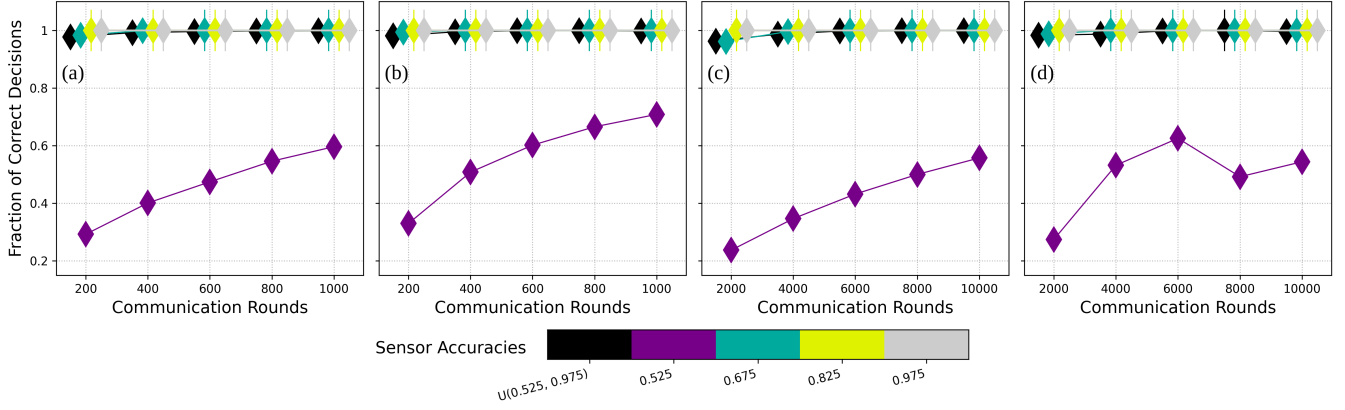 Fraction of Correct Decisions
1
0.8
0.6
0.4
0.2
(a)
200 400 600 800 1000
Communication Rounds
(b)
200 400 600 800 1000
Communication Rounds
(c)
2000 4000 6000 8000 10000
Communication Rounds
(d)
2000 4000 6000 8000 10000
Communication Rounds
Sensor Accuracies
U(0.525, 0.975) 0.525 0.675 0.825 0.975